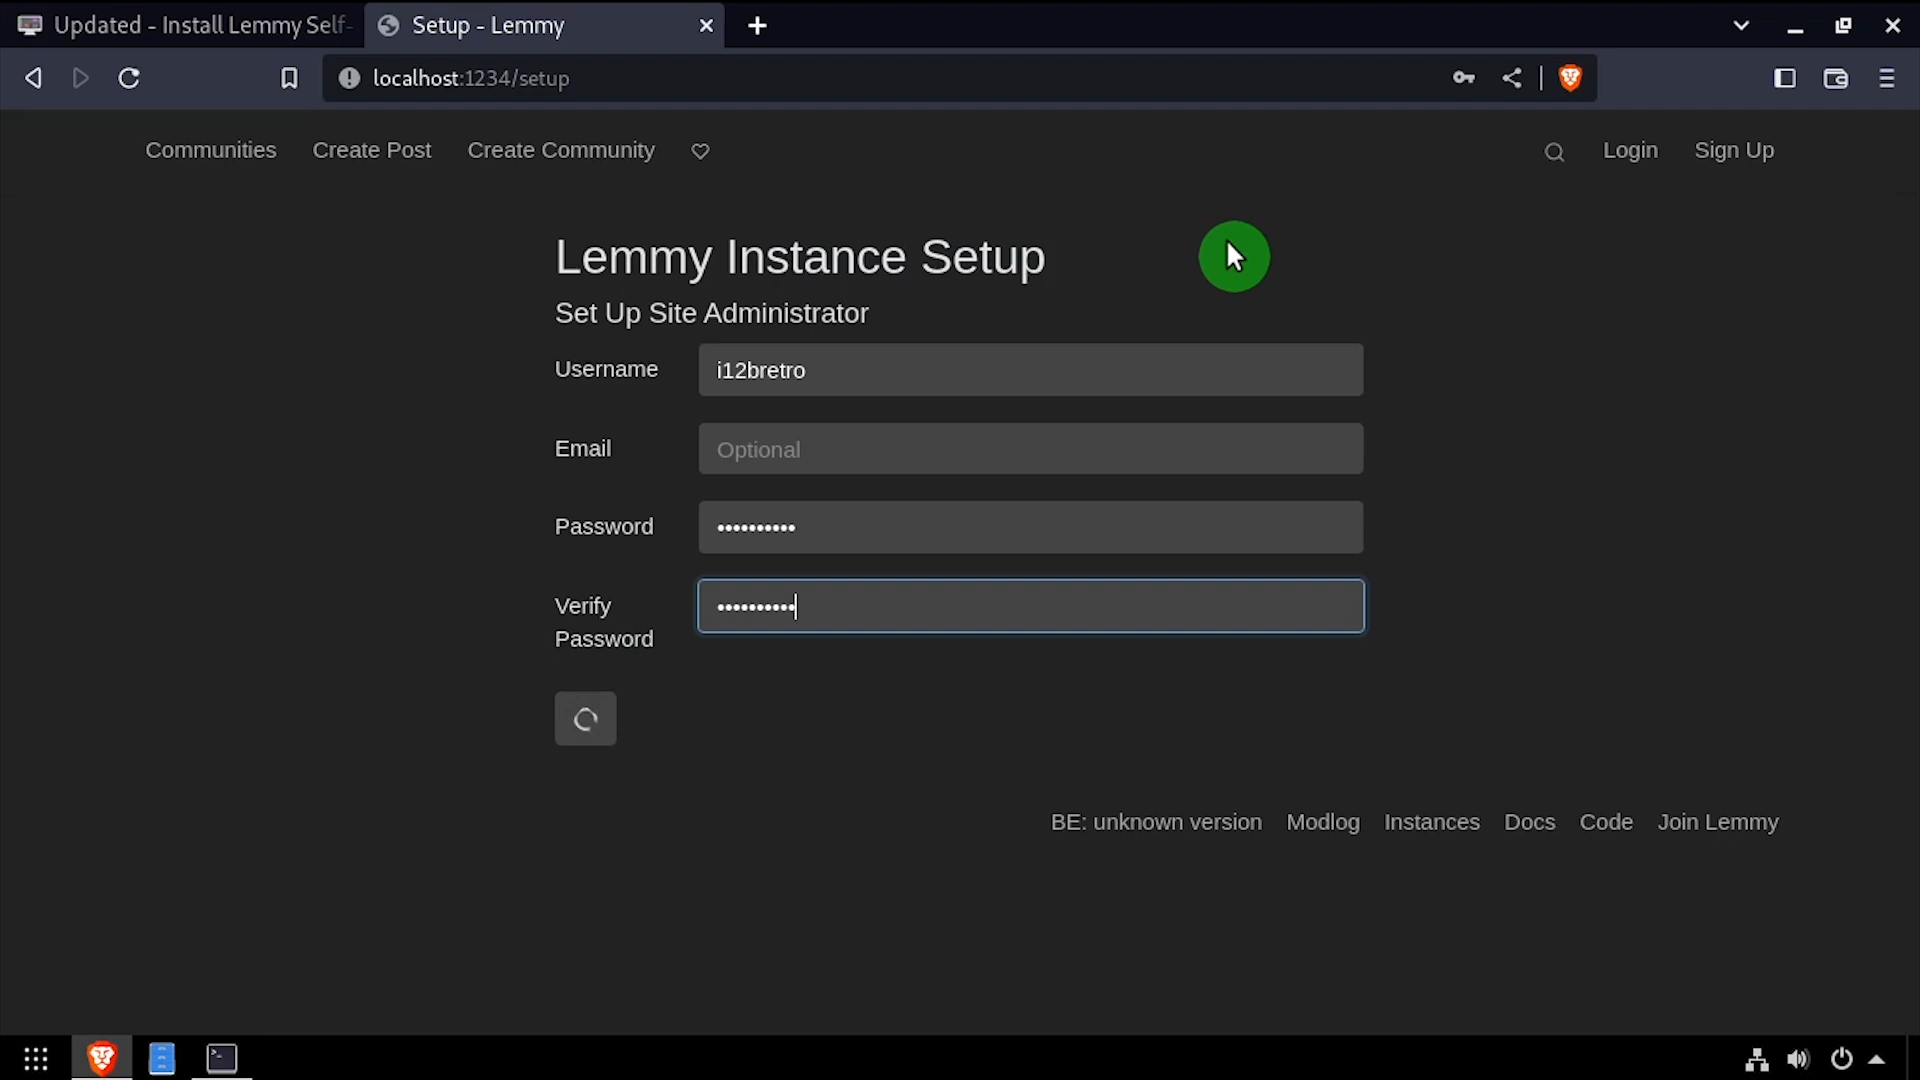 Updated - Install Lemmy Self-
Setup - Lemmy
localhost:1234/setup
Communities
Create Post
Create Community
Login
Sign Up
Lemmy Instance Setup
Set Up Site Administrator
Username
i12bretro
Email
Optional
Password
••••••••••
Verify
Password
••••••••••
BE: unknown version
Modlog
Instances
Docs
Code
Join Lemmy